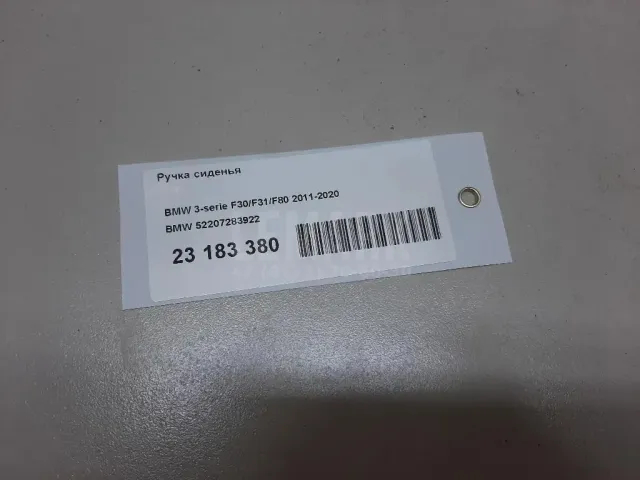 Ручка сиденья
BMW 3-serie F30/F31/F80 2011-2020
BMW 52207283922
23 183 380